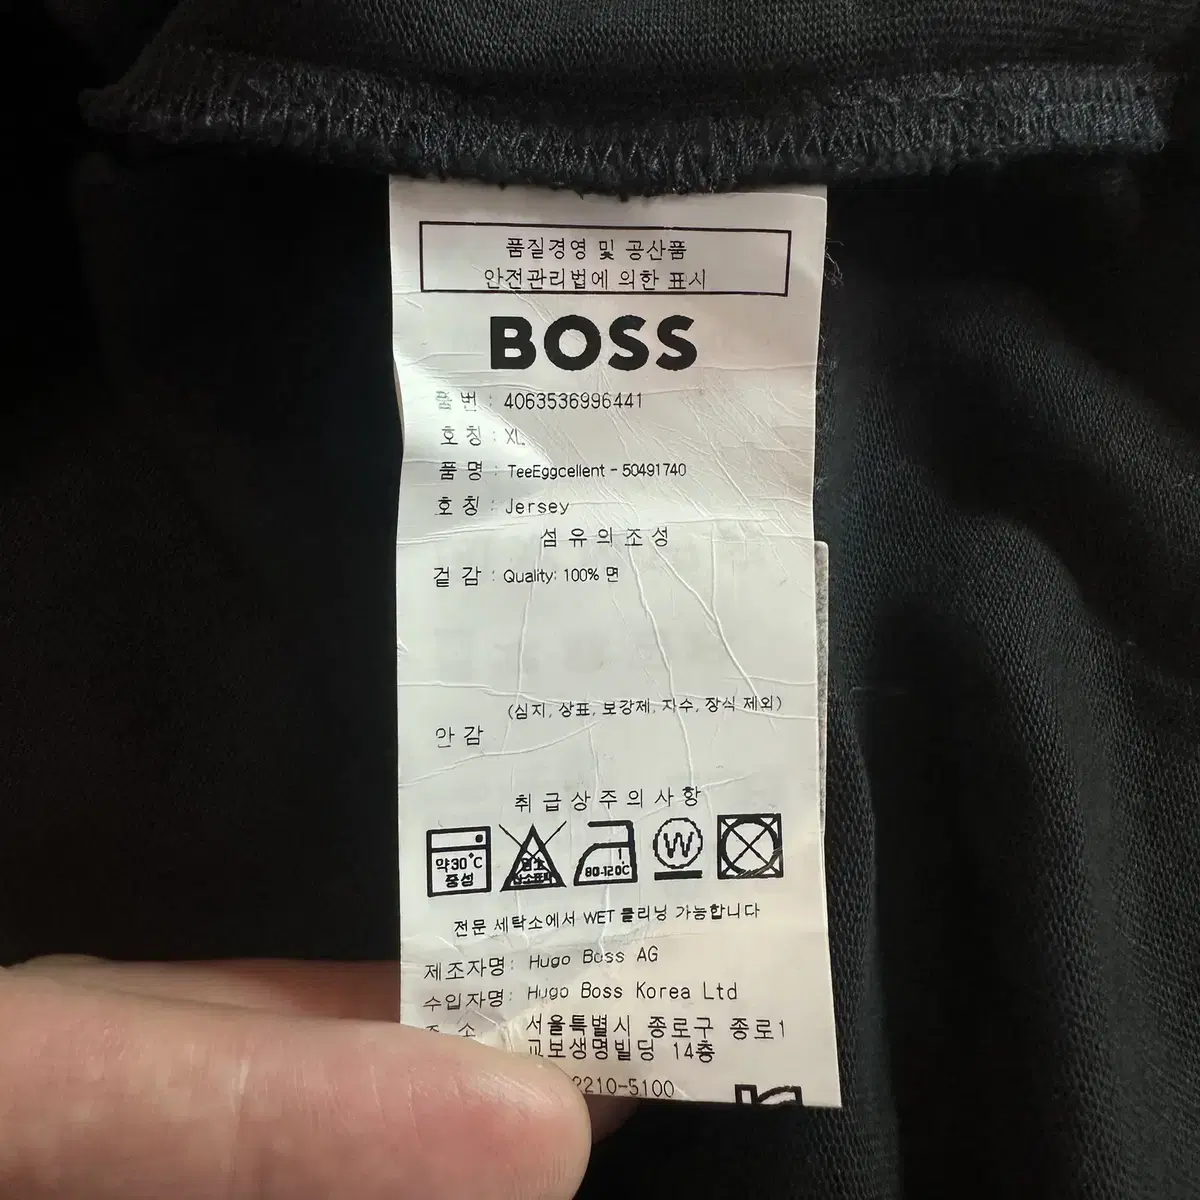 품질경영 및 공산품
안전관리법에 의한 표시
BOSS
품 번 : 4063536996441
호 칭 : XL
품 명 : TeeEggcellent - 50491740
호 칭 : Jersey
섬 유 의 조 성
겉 감 : Quality: 100% 면
(심지, 상표, 보강제, 자수, 장식 제외)
안 감
취 급 상 주 의 사 항
약30℃
중성
80-120℃
W
전문 세탁소에서 WET 클리닝 가능합니다
제조자명: Hugo Boss AG
수입자명: Hugo Boss Korea Ltd
주 소 서울특별시 종로구 종로1
교보생명빌딩 14층
2210-5100